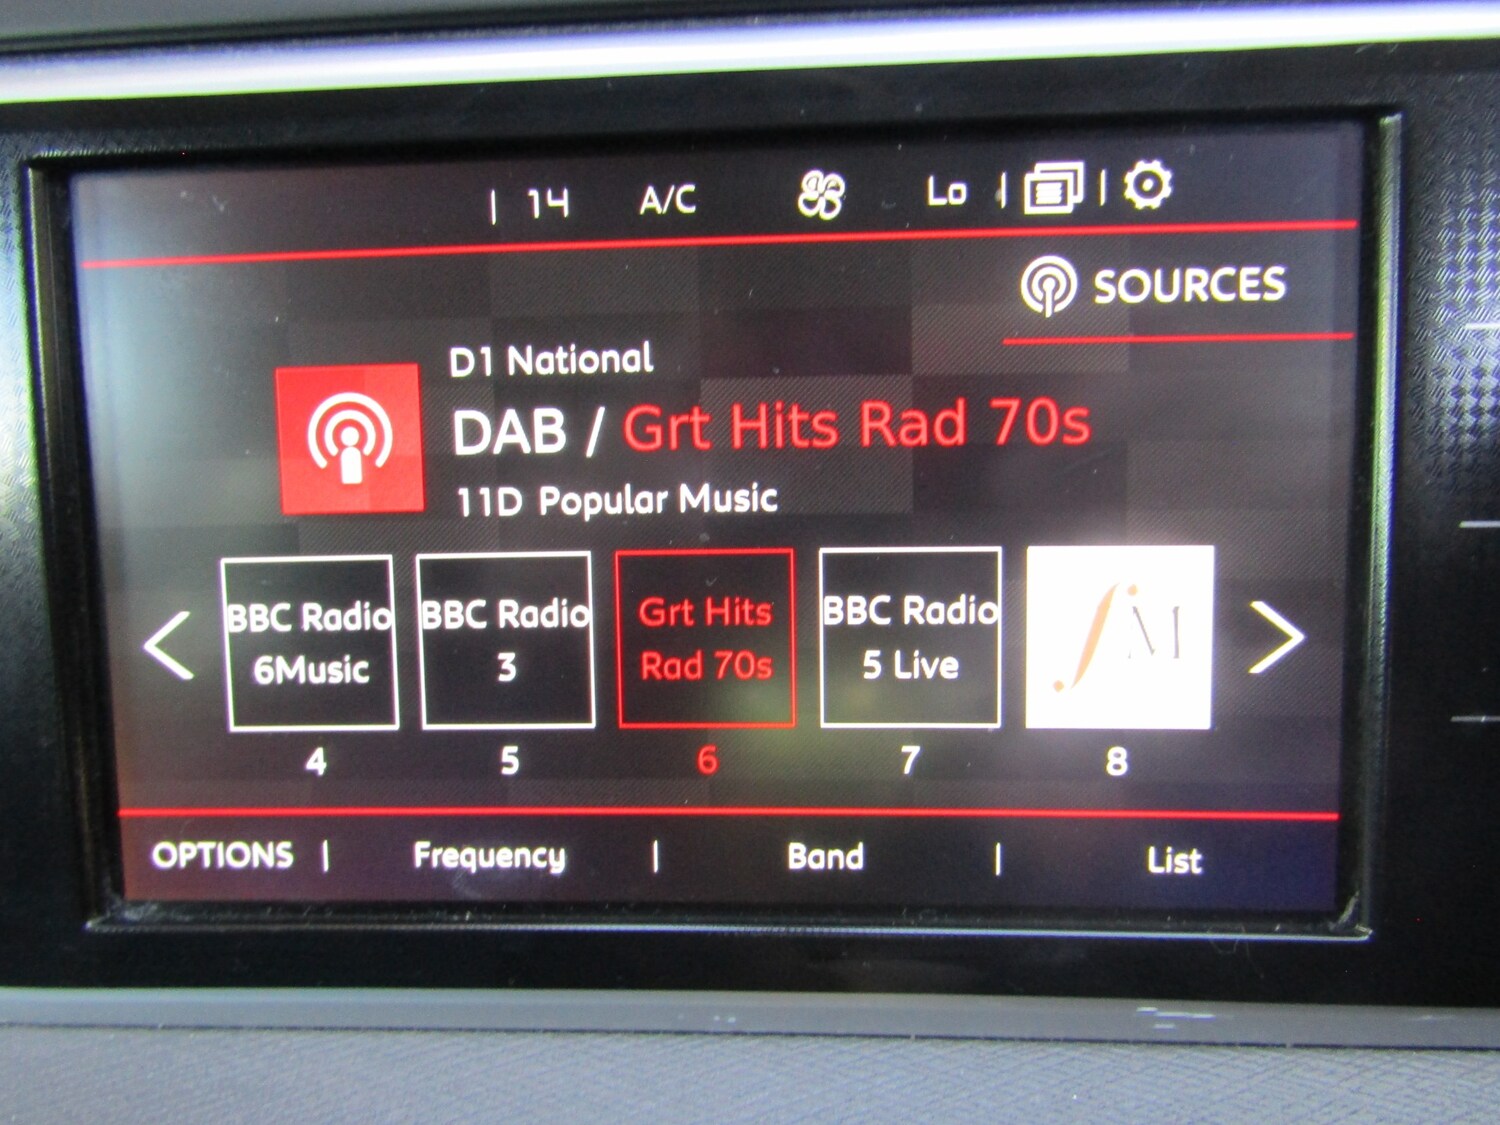 | 14 A/C Lo | |
SOURCES
D1 National
DAB / Grt Hits Rad 70s
11D Popular Music
BBC Radio
6Music
BBC Radio
3
Grt Hits
Rad 70s
BBC Radio
5 Live
fM
4 5 6 7 8
OPTIONS | Frequency | Band | List